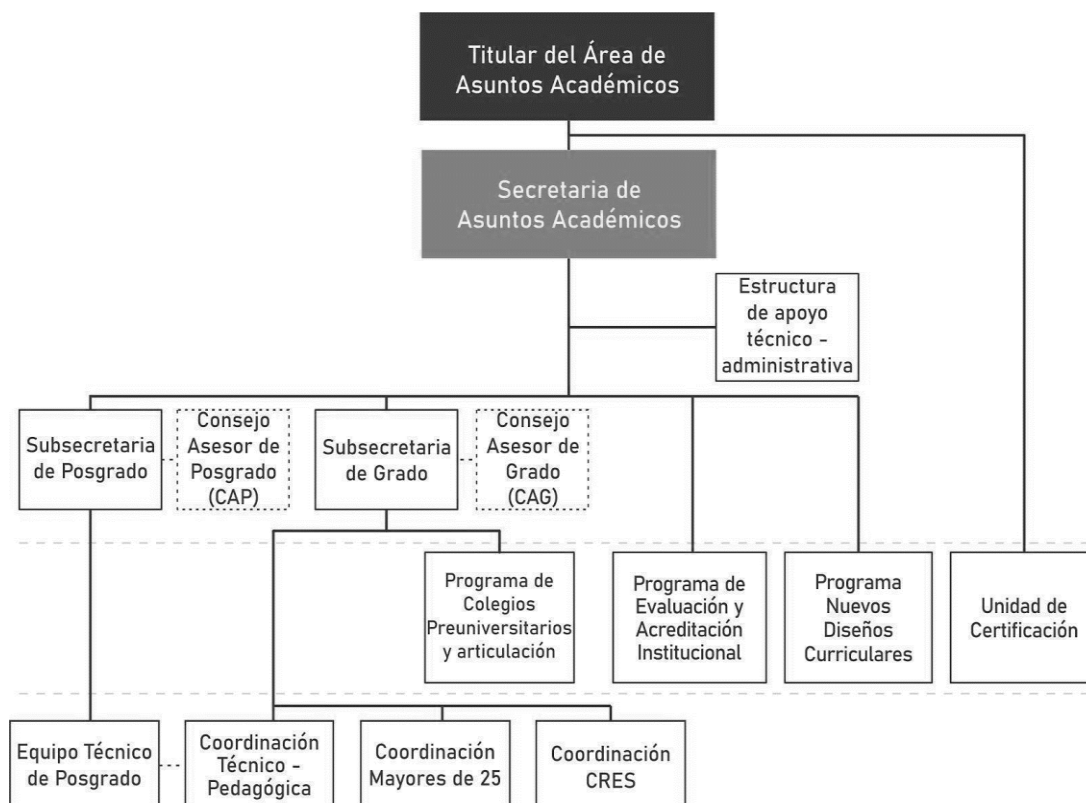 Titular del Área de
Asuntos Académicos
Secretaria de
Asuntos Académicos
Estructura
de apoyo
técnico -
administrativa
Subsecretaria
de Posgrado
Consejo
Asesor de
Posgrado
(CAP)
Subsecretaria
de Grado
Consejo
Asesor de
Grado
(CAG)
Programa de
Colegios
Preuniversitarios
y articulación
Programa de
Evaluación y
Acreditación
Institucional
Programa
Nuevos
Diseños
Curriculares
Unidad de
Certificación
Equipo Técnico
de Posgrado
Coordinación
Técnico -
Pedagógica
Coordinación
Mayores de 25
Coordinación
CRES